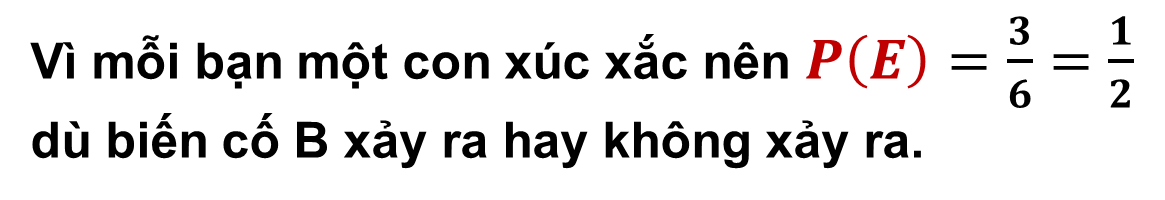 Vì mỗi bạn một con xúc xắc nên P(E) = 3/6 = 1/2
dù biến cố B xảy ra hay không xảy ra.